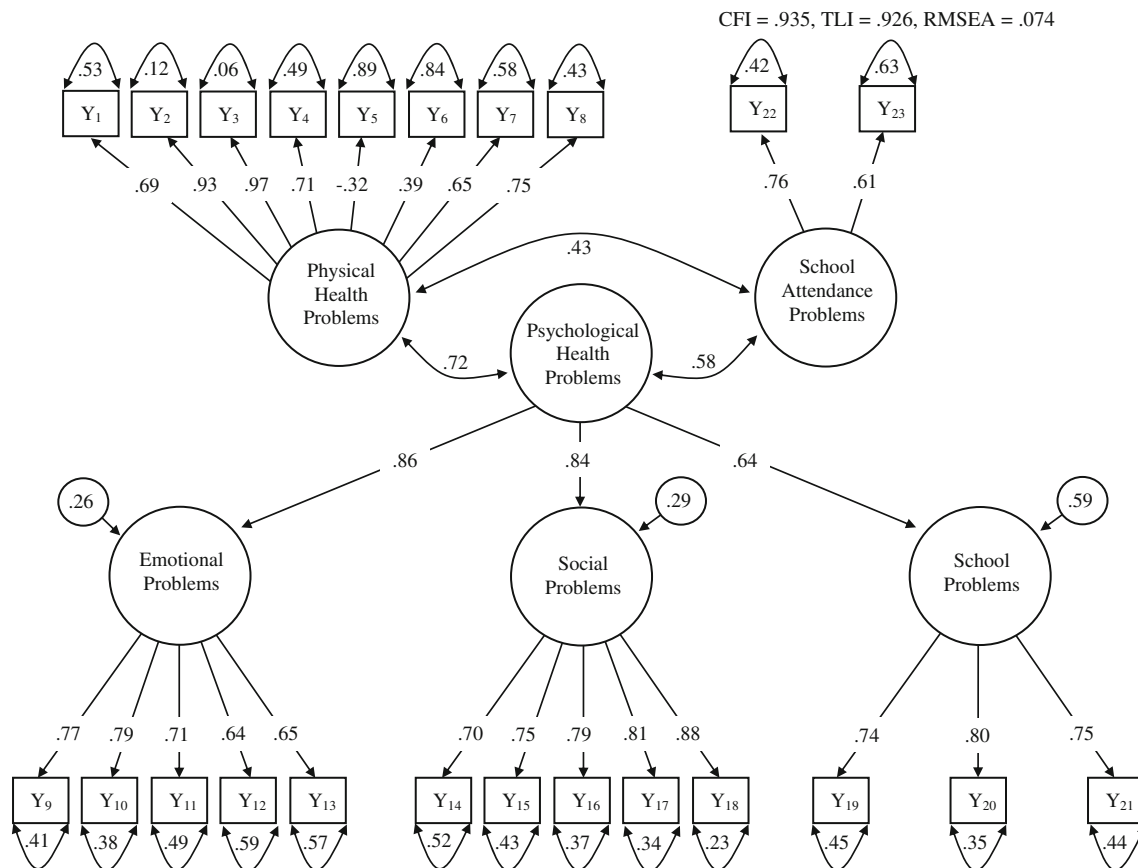 CFI = .935, TLI = .926, RMSEA = .074
.53 .12 .06 .49 .89 .84 .58 .43 .42 .63
Y1 Y2 Y3 Y4 Y5 Y6 Y7 Y8 Y22 Y23
.69 .93 .97 .71 -.32 .39 .65 .75 .76 .61
Physical
Health
Problems
.43
School
Attendance
Problems
Psychological
Health
Problems
.72 .58
.86 .84 .64
.26 .29 .59
Emotional
Problems
Social
Problems
School
Problems
.77 .79 .71 .64 .65 .70 .75 .79 .81 .88 .74 .80 .75
Y9 Y10 Y11 Y12 Y13 Y14 Y15 Y16 Y17 Y18 Y19 Y20 Y21
.41 .38 .49 .59 .57 .52 .43 .37 .34 .23 .45 .35 .44